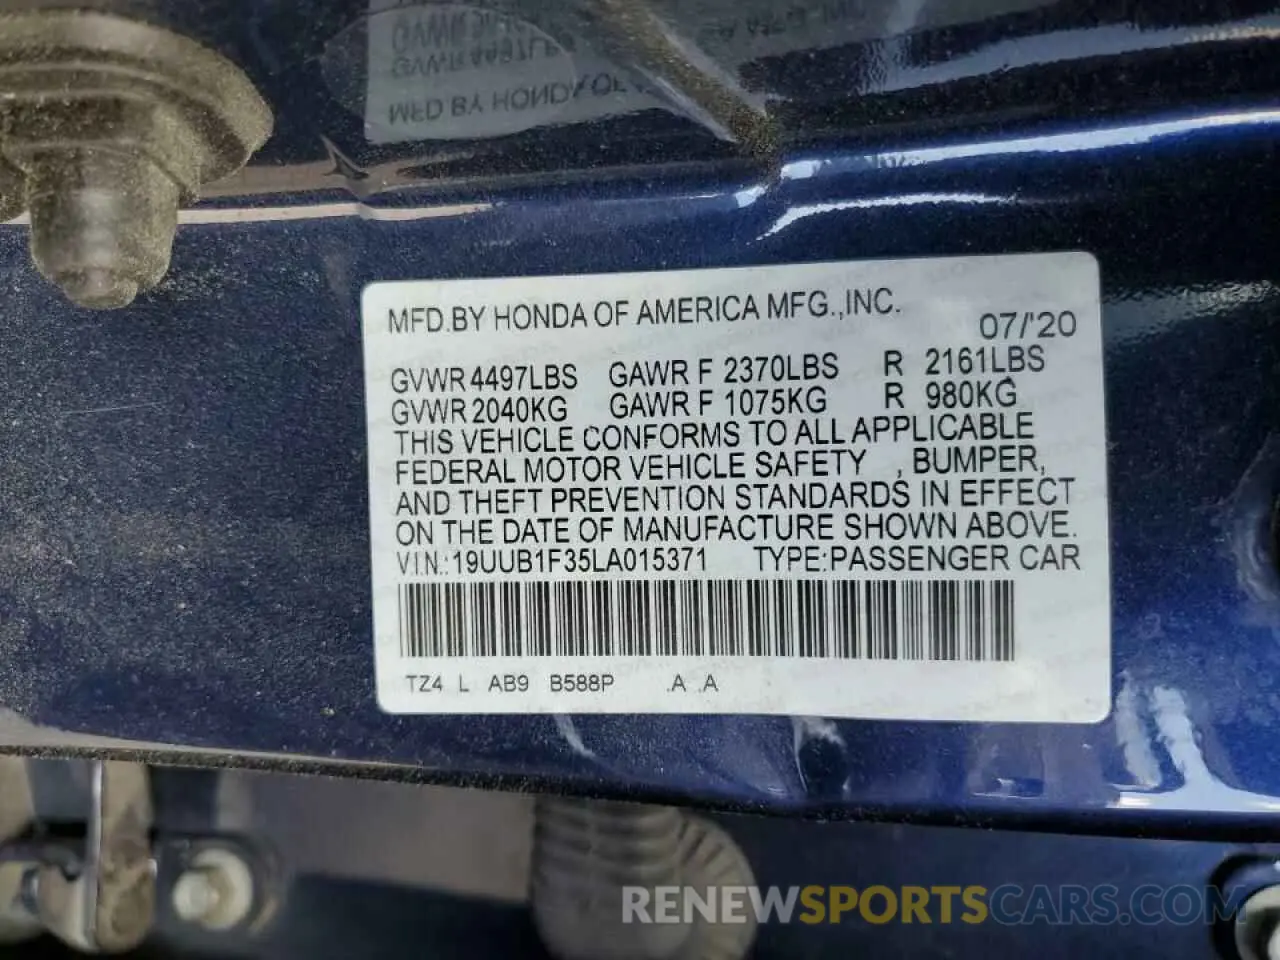 MFD.BY HONDA OF AMERICA MFG.,INC.
07/'20
GVWR 4497LBS GAWR F 2370LBS R 2161LBS
GVWR 2040KG GAWR F 1075KG R 980KG
THIS VEHICLE CONFORMS TO ALL APPLICABLE
FEDERAL MOTOR VEHICLE SAFETY , BUMPER,
AND THEFT PREVENTION STANDARDS IN EFFECT
ON THE DATE OF MANUFACTURE SHOWN ABOVE.
V.I.N.:19UUB1F35LA015371 TYPE:PASSENGER CAR
TZ4 L AB9 B588P .A .A
RENEWSPORTSCARS.COM